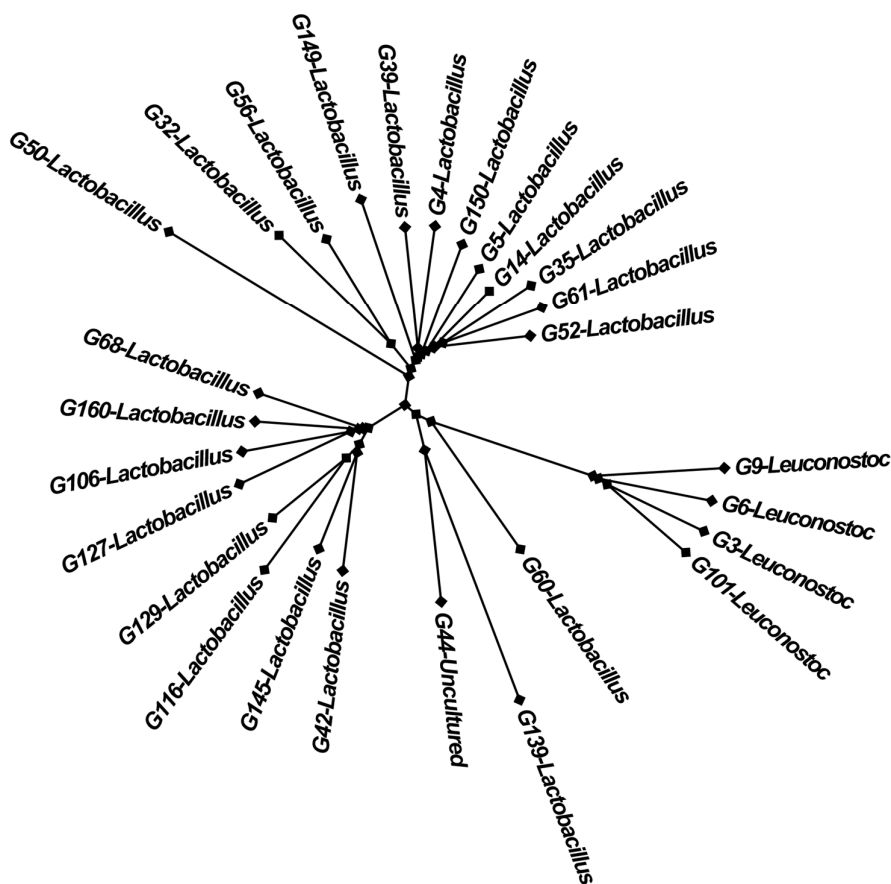 G149-Lactobacillus
G39-Lactobacillus
G4-Lactobacillus
G150-Lactobacillus
G5-Lactobacillus
G14-Lactobacillus
G35-Lactobacillus
G61-Lactobacillus
G52-Lactobacillus
G56-Lactobacillus
G32-Lactobacillus
G50-Lactobacillus
G68-Lactobacillus
G160-Lactobacillus
G106-Lactobacillus
G127-Lactobacillus
G129-Lactobacillus
G116-Lactobacillus
G145-Lactobacillus
G42-Lactobacillus
G44-Uncultured
G139-Lactobacillus
G60-Lactobacillus
G101-Leuconostoc
G3-Leuconostoc
G6-Leuconostoc
G9-Leuconostoc